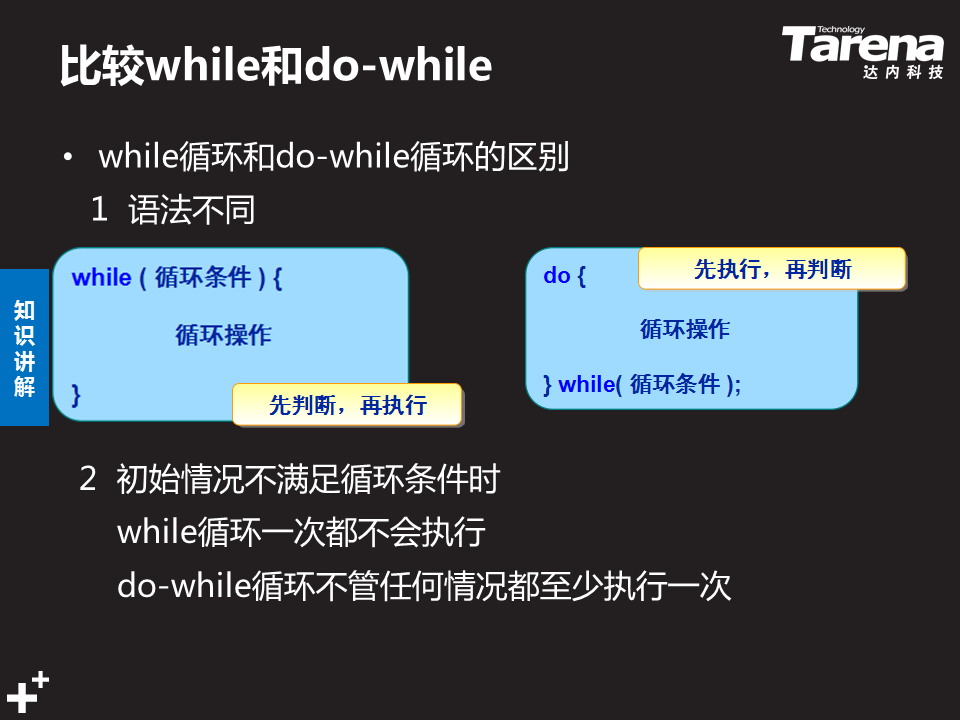 比较while和do-while
Technology
Tarena
达内科技
• while循环和do-while循环的区别
1 语法不同
while ( 循环条件 ) {
循环操作
}
先判断，再执行
do {
先执行，再判断
循环操作
} while( 循环条件 );
知识讲解
2 初始情况不满足循环条件时
while循环一次都不会执行
do-while循环不管任何情况都至少执行一次